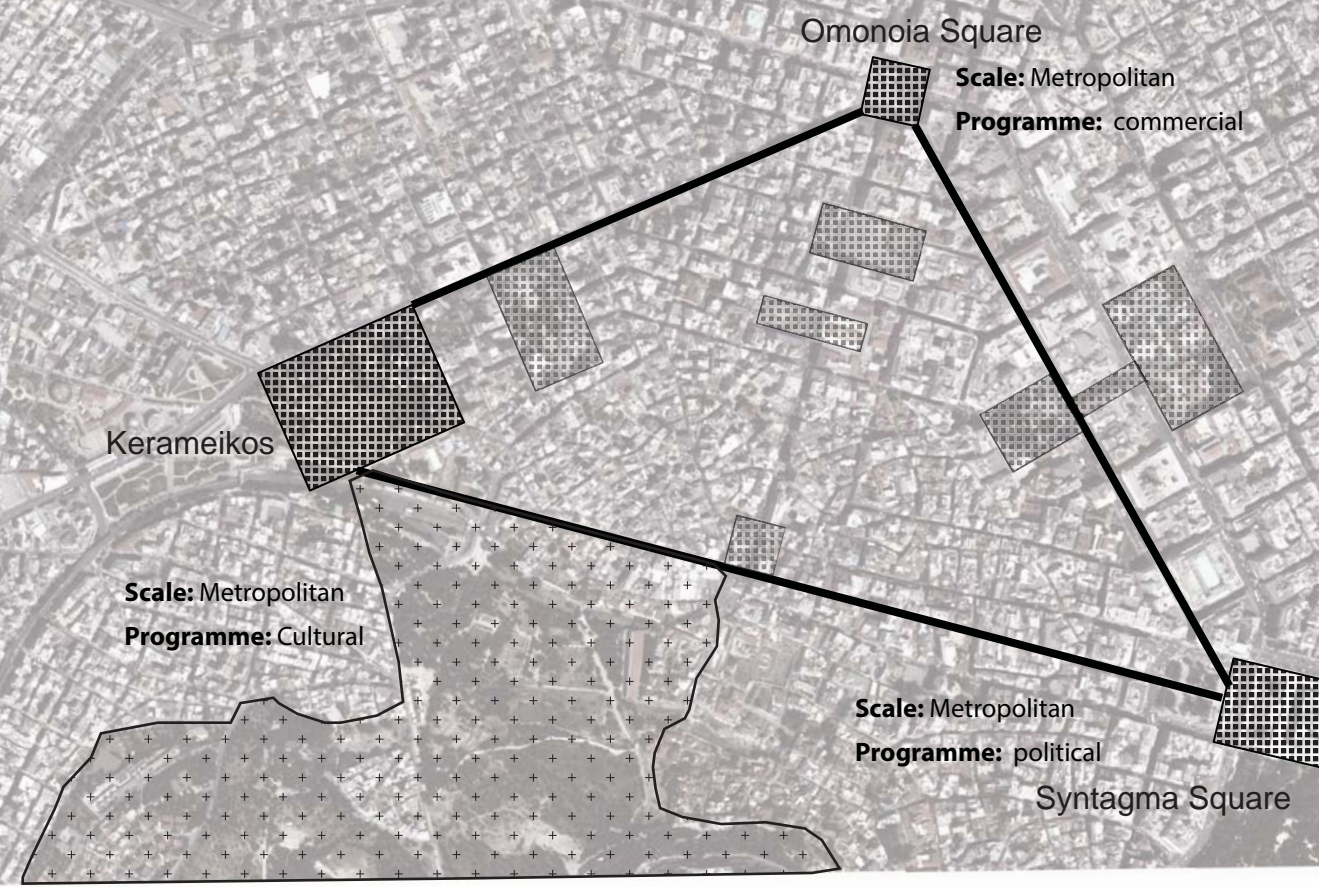 Omonoia Square
Scale: Metropolitan
Programme: commercial
Kerameikos
Scale: Metropolitan
Programme: Cultural
Scale: Metropolitan
Programme: political
Syntagma Square